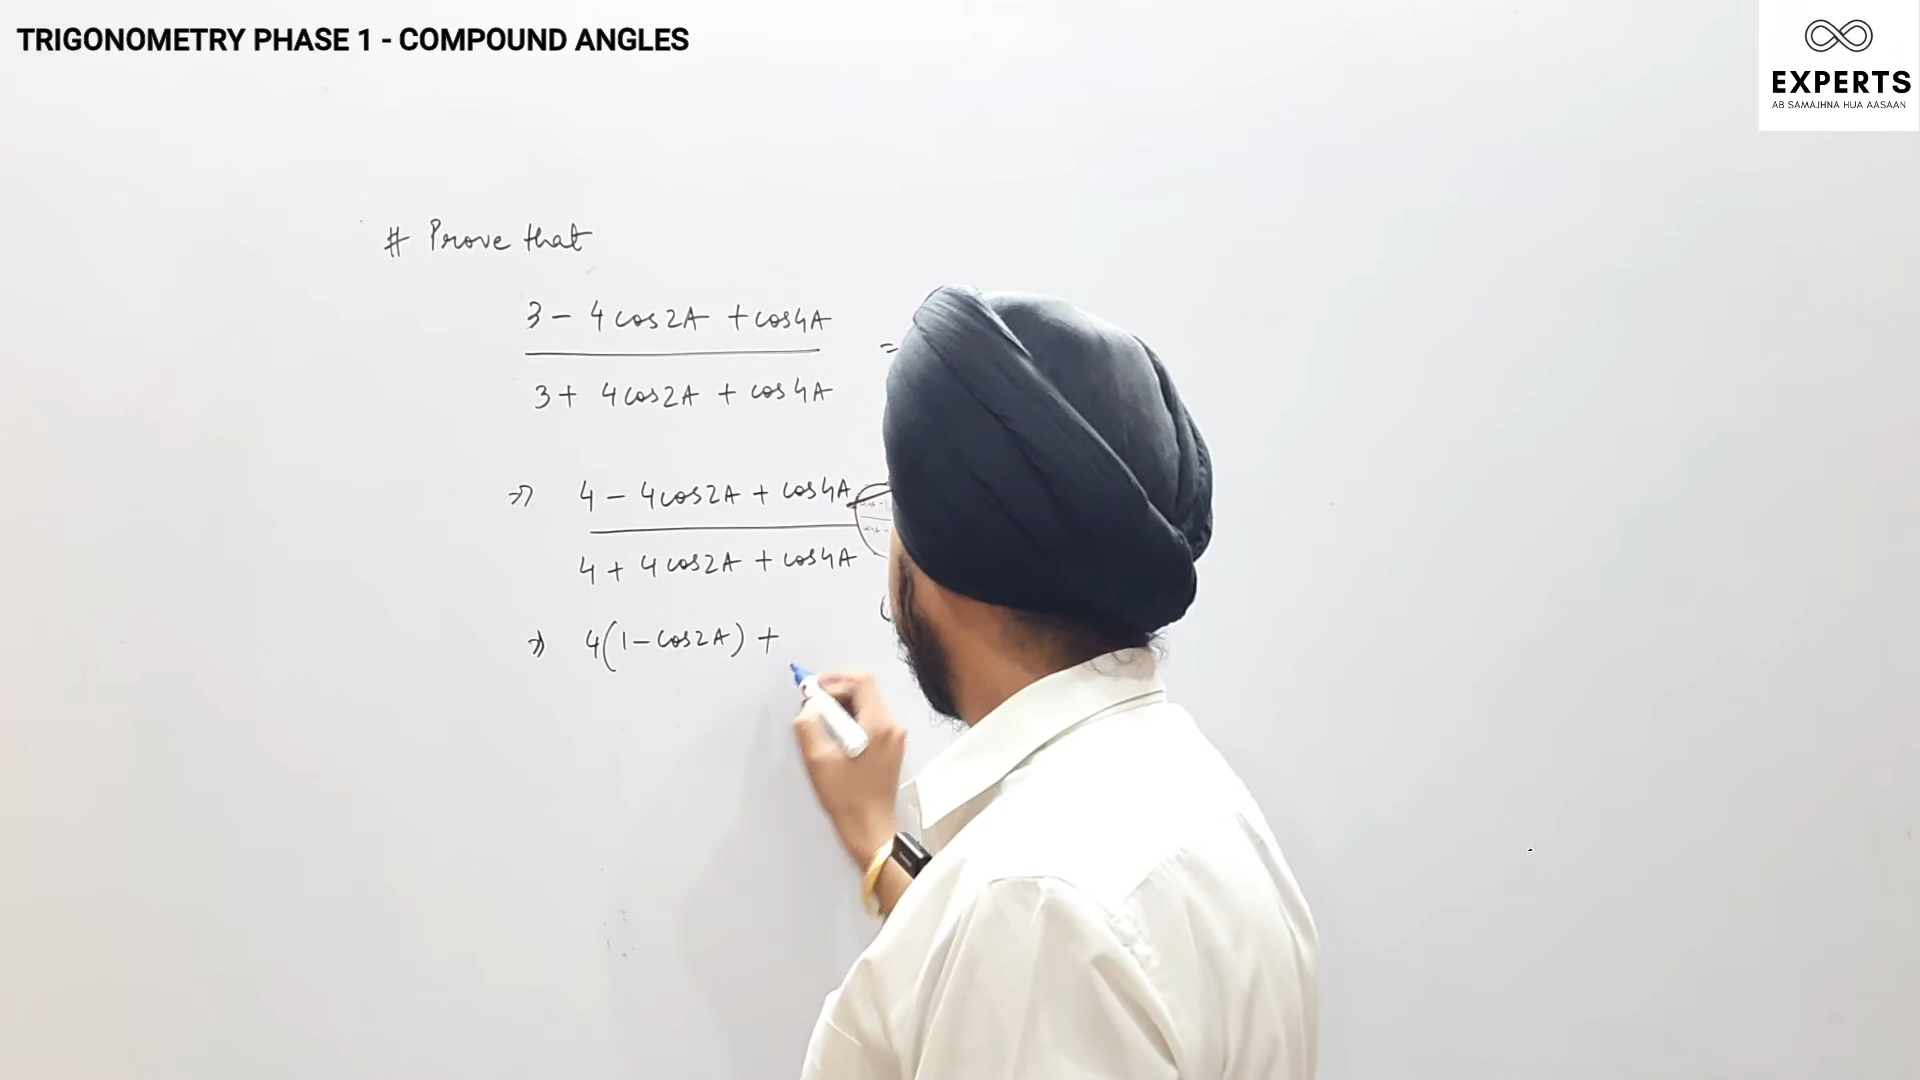 TRIGONOMETRY PHASE 1 - COMPOUND ANGLES
EXPERTS
AB SAMAJHNA HUA AASAAN
# Prove that
3 - 4 cos2A + cos4A
=
3 + 4cos2A + cos4A
⇒ 4 - 4cos2A + cos4A
4 + 4cos2A + cos4A
⇒ 4(1 - cos2A) +